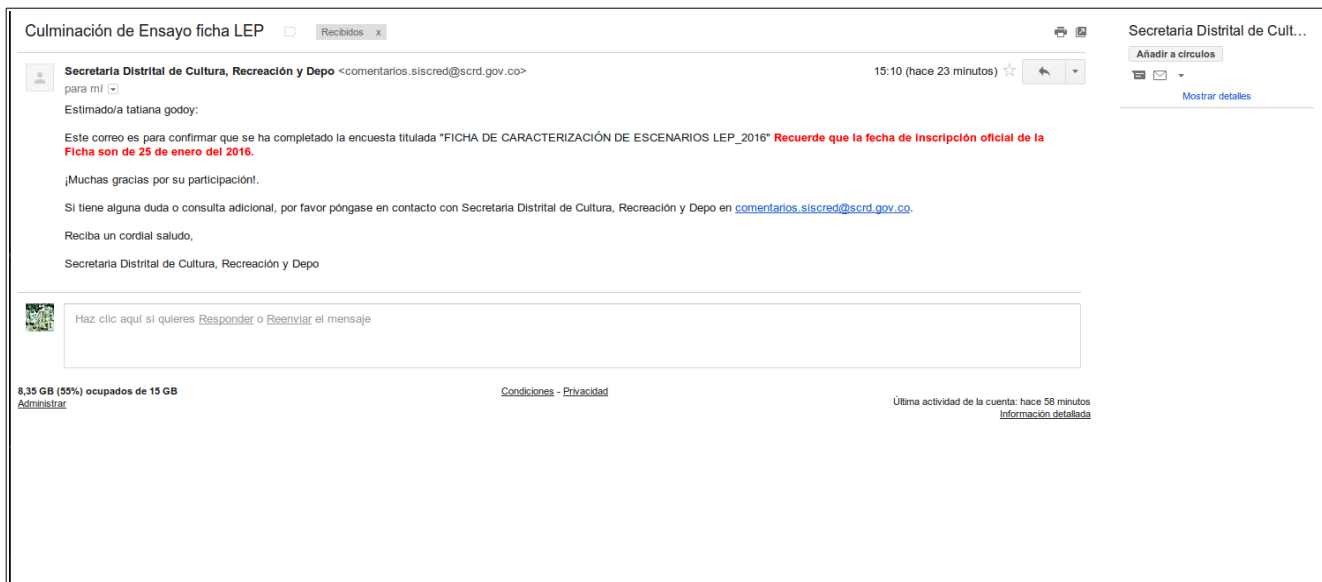 Culminación de Ensayo ficha LEP
Recibidos x
Secretaria Distrital de Cultura, Recreación y Depo <comentarios.siscred@scrd.gov.co>
15:10 (hace 23 minutos)
para mí
Estimado/a tatiana godoy:
Este correo es para confirmar que se ha completado la encuesta titulada "FICHA DE CARACTERIZACIÓN DE ESCENARIOS LEP_2016" Recuerde que la fecha de inscripción oficial de la
Ficha son de 25 de enero del 2016.
¡Muchas gracias por su participación!.
Si tiene alguna duda o consulta adicional, por favor póngase en contacto con Secretaria Distrital de Cultura, Recreación y Depo en comentarios.siscred@scrd.gov.co.
Reciba un cordial saludo,
Secretaria Distrital de Cultura, Recreación y Depo
Haz clic aquí si quieres Responder o Reenviar el mensaje
8,35 GB (55%) ocupados de 15 GB
Administrar
Condiciones - Privacidad
Última actividad de la cuenta: hace 58 minutos
Información detallada
Secretaria Distrital de Cult...
Añadir a círculos
Mostrar detalles